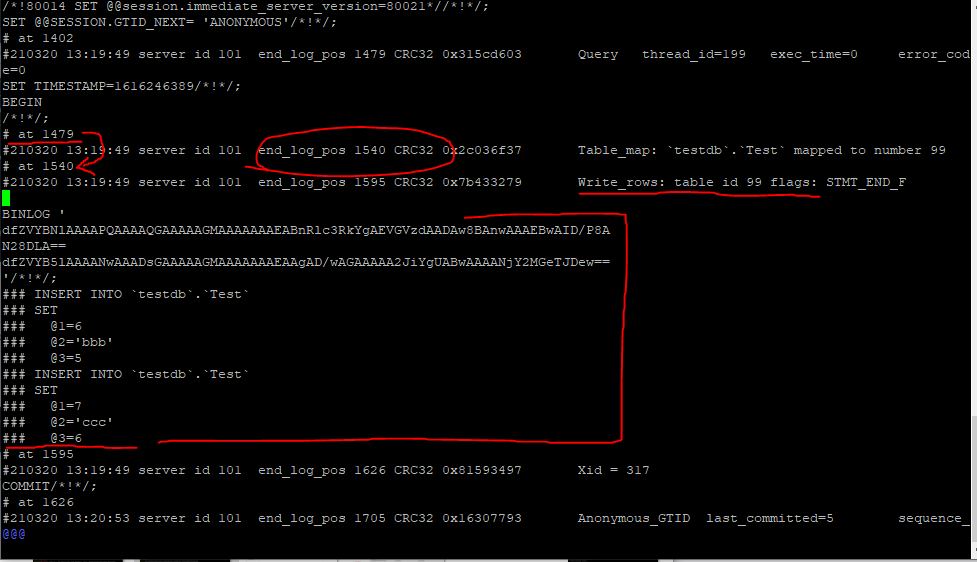 /*!80014 SET @@session.immediate_server_version=80021*//*!*/;
SET @@SESSION.GTID_NEXT= 'ANONYMOUS'/*!*/;
# at 1402
#210320 13:19:49 server id 101  end_log_pos 1479 CRC32 0x315cd603       Query   thread_id=199   exec_time=0     error_cod
e=0
SET TIMESTAMP=1616246389/*!*/;
BEGIN
/*!*/;
# at 1479
#210320 13:19:49 server id 101  end_log_pos 1540 CRC32 0x2c036f37       Table_map: `testdb`.`Test` mapped to number 99
# at 1540
#210320 13:19:49 server id 101  end_log_pos 1595 CRC32 0x7b433279       Write_rows: table id 99 flags: STMT_END_F
BINLOG '
dfZVYBNlAAAAPQAAAAQGAAAAAGMAAAAAAAEABnRlc3RkYgAEVGVzdAADAw8BAnwAAAEBwAID/P8A
N28DLA==
dfZVYB5lAAAANwAAADsGAAAAAGMAAAAAAAEAAgAD/wAGAAAAA2JiYgUABwAAAANjY2MGeTJDew==
'/*!*/;
### INSERT INTO `testdb`.`Test`
### SET
###   @1=6
###   @2='bbb'
###   @3=5
### INSERT INTO `testdb`.`Test`
### SET
###   @1=7
###   @2='ccc'
###   @3=6
# at 1595
#210320 13:19:49 server id 101  end_log_pos 1626 CRC32 0x81593497       Xid = 317
COMMIT/*!*/;
# at 1626
#210320 13:20:53 server id 101  end_log_pos 1705 CRC32 0x16307793       Anonymous_GTID  last_committed=5        sequence_
@@@